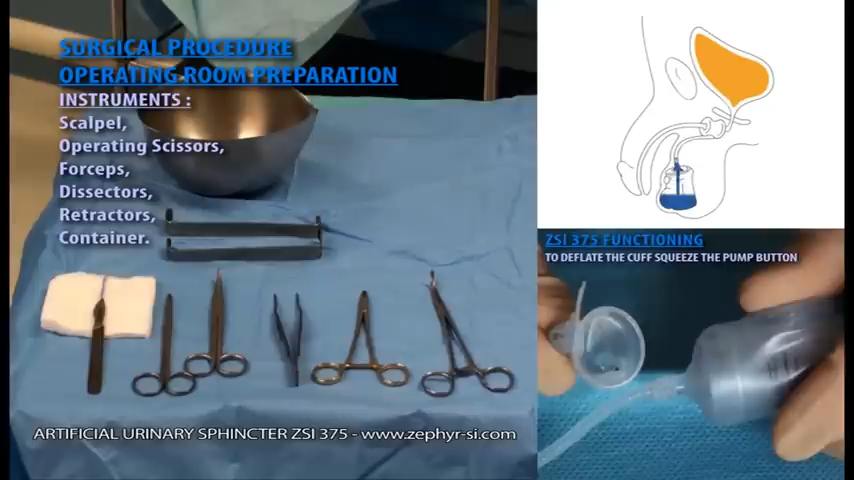 SURGICAL PROCEDURE
OPERATING ROOM PREPARATION
INSTRUMENTS :
Scalpel,
Operating Scissors,
Forceps,
Dissectors,
Retractors,
Container.
ARTIFICIAL URINARY SPHINCTER ZSI 375 - www.zephyr-si.com
ZSI 375 FUNCTIONING
TO DEFLATE THE CUFF SQUEEZE THE PUMP BUTTON